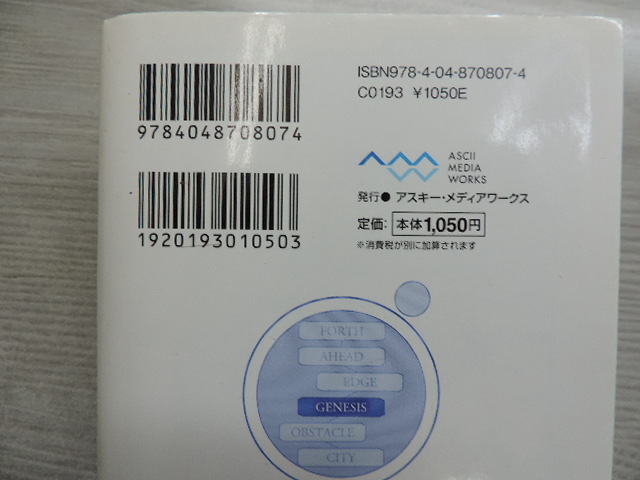 9784048708074
ISBN978-4-04-870807-4
C0193 ¥1050E
ASCII
MEDIA
WORKS
発行● アスキー・メディアワークス
1920193010503
定価: 本体1,050円
※消費税が別に加算されます
FORTH
AHEAD
EDGE
GENESIS
OBSTACLE
CITY